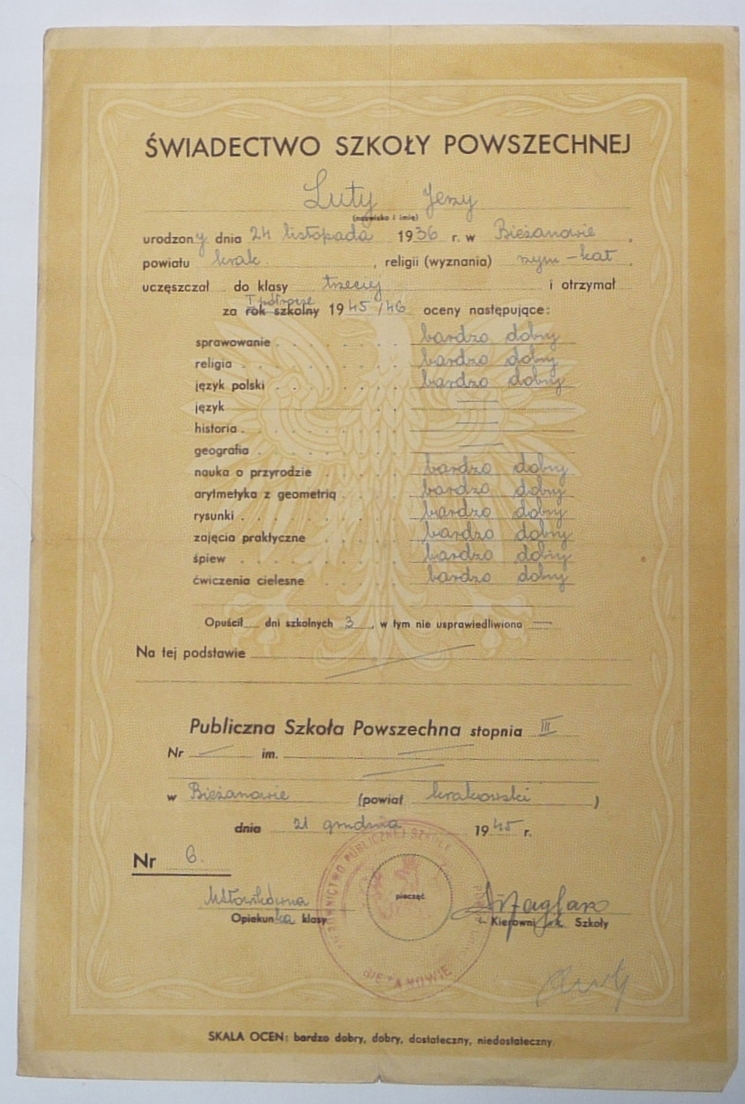 ŚWIADECTWO SZKOŁY POWSZECHNEJ
Luty Jerzy
(nazwisko i imię)
urodzony dnia 24 listopada 1936 r. w Bieżanowie,
powiatu krak., religii (wyznania) rzym-kat.
uczęszczał do klasy trzeciej i otrzymał
I półrocze
za rok szkolny 1945/46 oceny następujące:
sprawowanie bardzo dobry
religia bardzo dobry
język polski bardzo dobry
język
historia
geografia
nauka o przyrodzie bardzo dobry
arytmetyka z geometrią bardzo dobry
rysunki bardzo dobry
zajęcia praktyczne bardzo dobry
śpiew bardzo dobry
ćwiczenia cielesne bardzo dobry
Opuścił dni szkolnych 3, w tym nie usprawiedliwiono
Na tej podstawie
Publiczna Szkoła Powszechna stopnia III
Nr im.
w Bieżanowie (powiat krakowski)
dnia 21 grudnia 1945 r.
Nr 6.
pieczęć
Opiekunka klasy
Kierownik Szkoły
SKALA OCEN: bardzo dobry, dobry, dostateczny, niedostateczny.